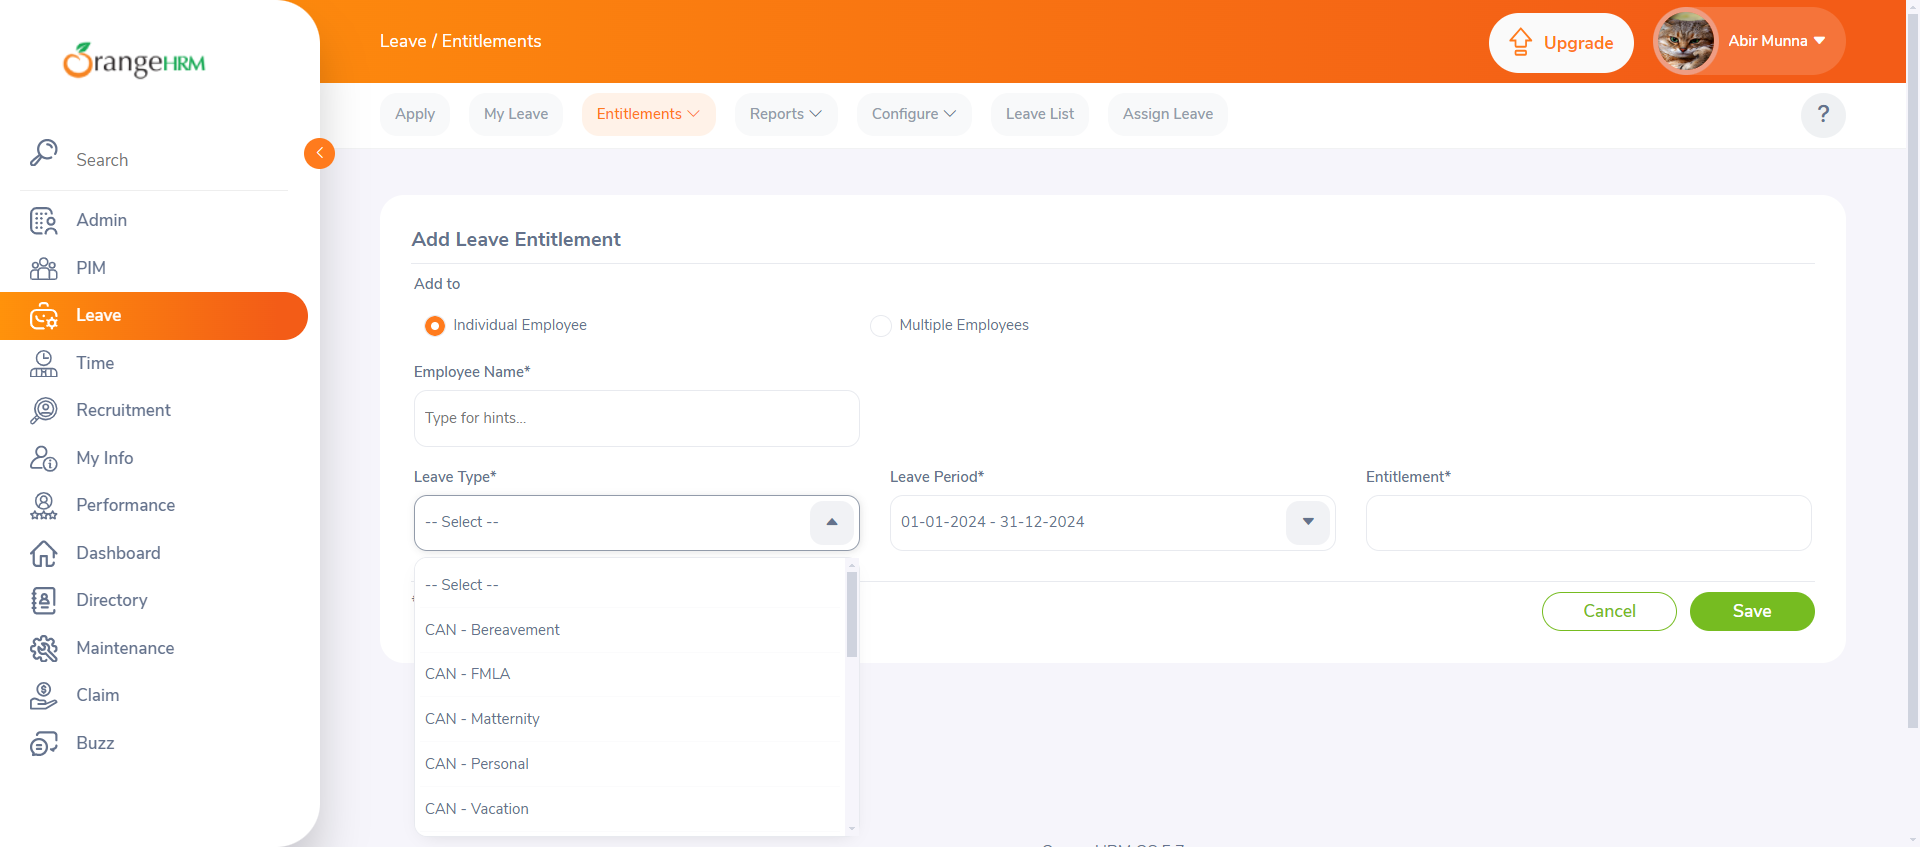 OrangeHRM
Leave / Entitlements
Upgrade
Abir Munna
Apply
My Leave
Entitlements
Reports
Configure
Leave List
Assign Leave
?
Search
Admin
PIM
Leave
Time
Recruitment
My Info
Performance
Dashboard
Directory
Maintenance
Claim
Buzz
Add Leave Entitlement
Add to
Individual Employee
Multiple Employees
Employee Name*
Type for hints...
Leave Type*
Leave Period*
Entitlement*
-- Select --
01-01-2024 - 31-12-2024
-- Select --
CAN - Bereavement
CAN - FMLA
CAN - Matternity
CAN - Personal
CAN - Vacation
Cancel
Save